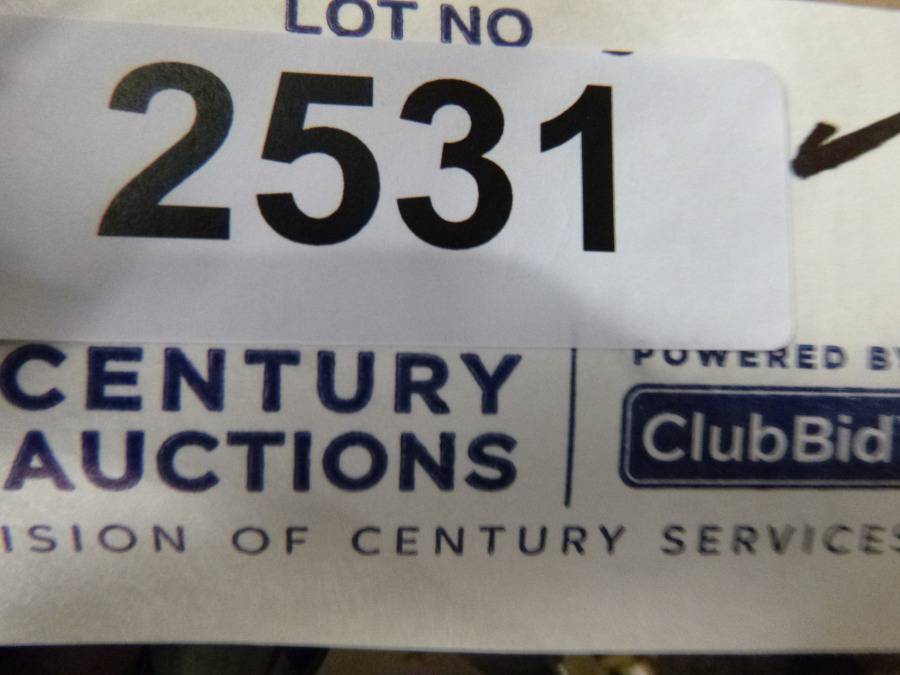 LOT NO
2531
CENTURY
AUCTIONS
POWERED BY
ClubBid
ISION OF CENTURY SERVICES